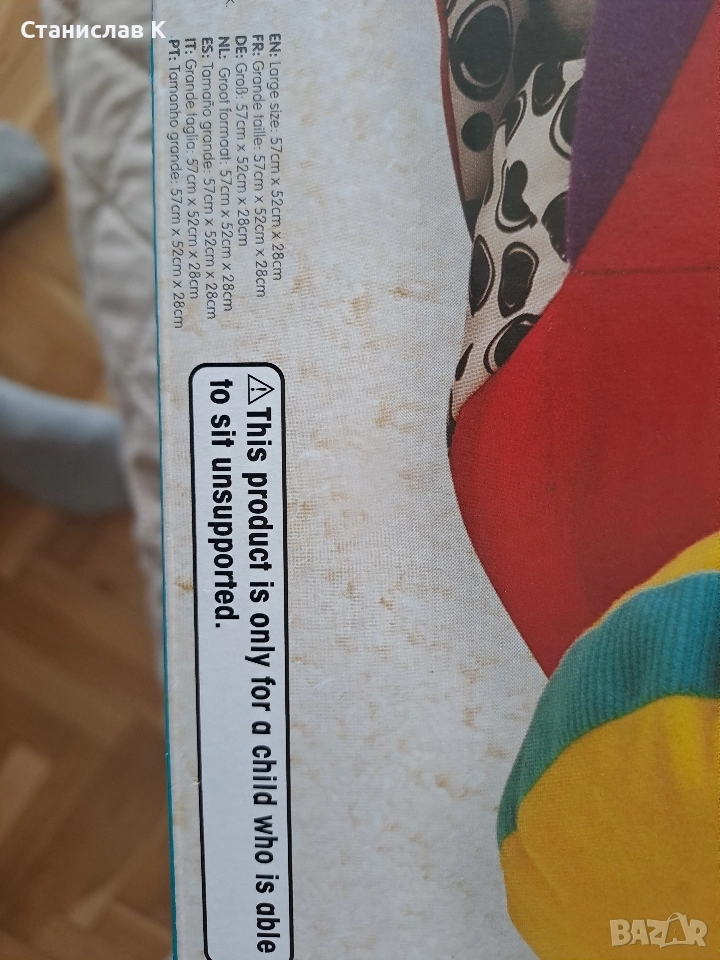 Станислав К
EN: Large size: 57cm x 52cm x 28cm
FR: Grande taille: 57cm x 52cm x 28cm
DE: Groß: 57cm x 52cm x 28cm
NL: Groot formaat: 57cm x 52cm x 28cm
ES: Tamaño grande: 57cm x 52cm x 28cm
IT: Grande taglia: 57cm x 52cm x 28cm
PT: Tamanho grande: 57cm x 52cm x 28cm
⚠This product is only for a child who is able
to sit unsupported.
BAZAR